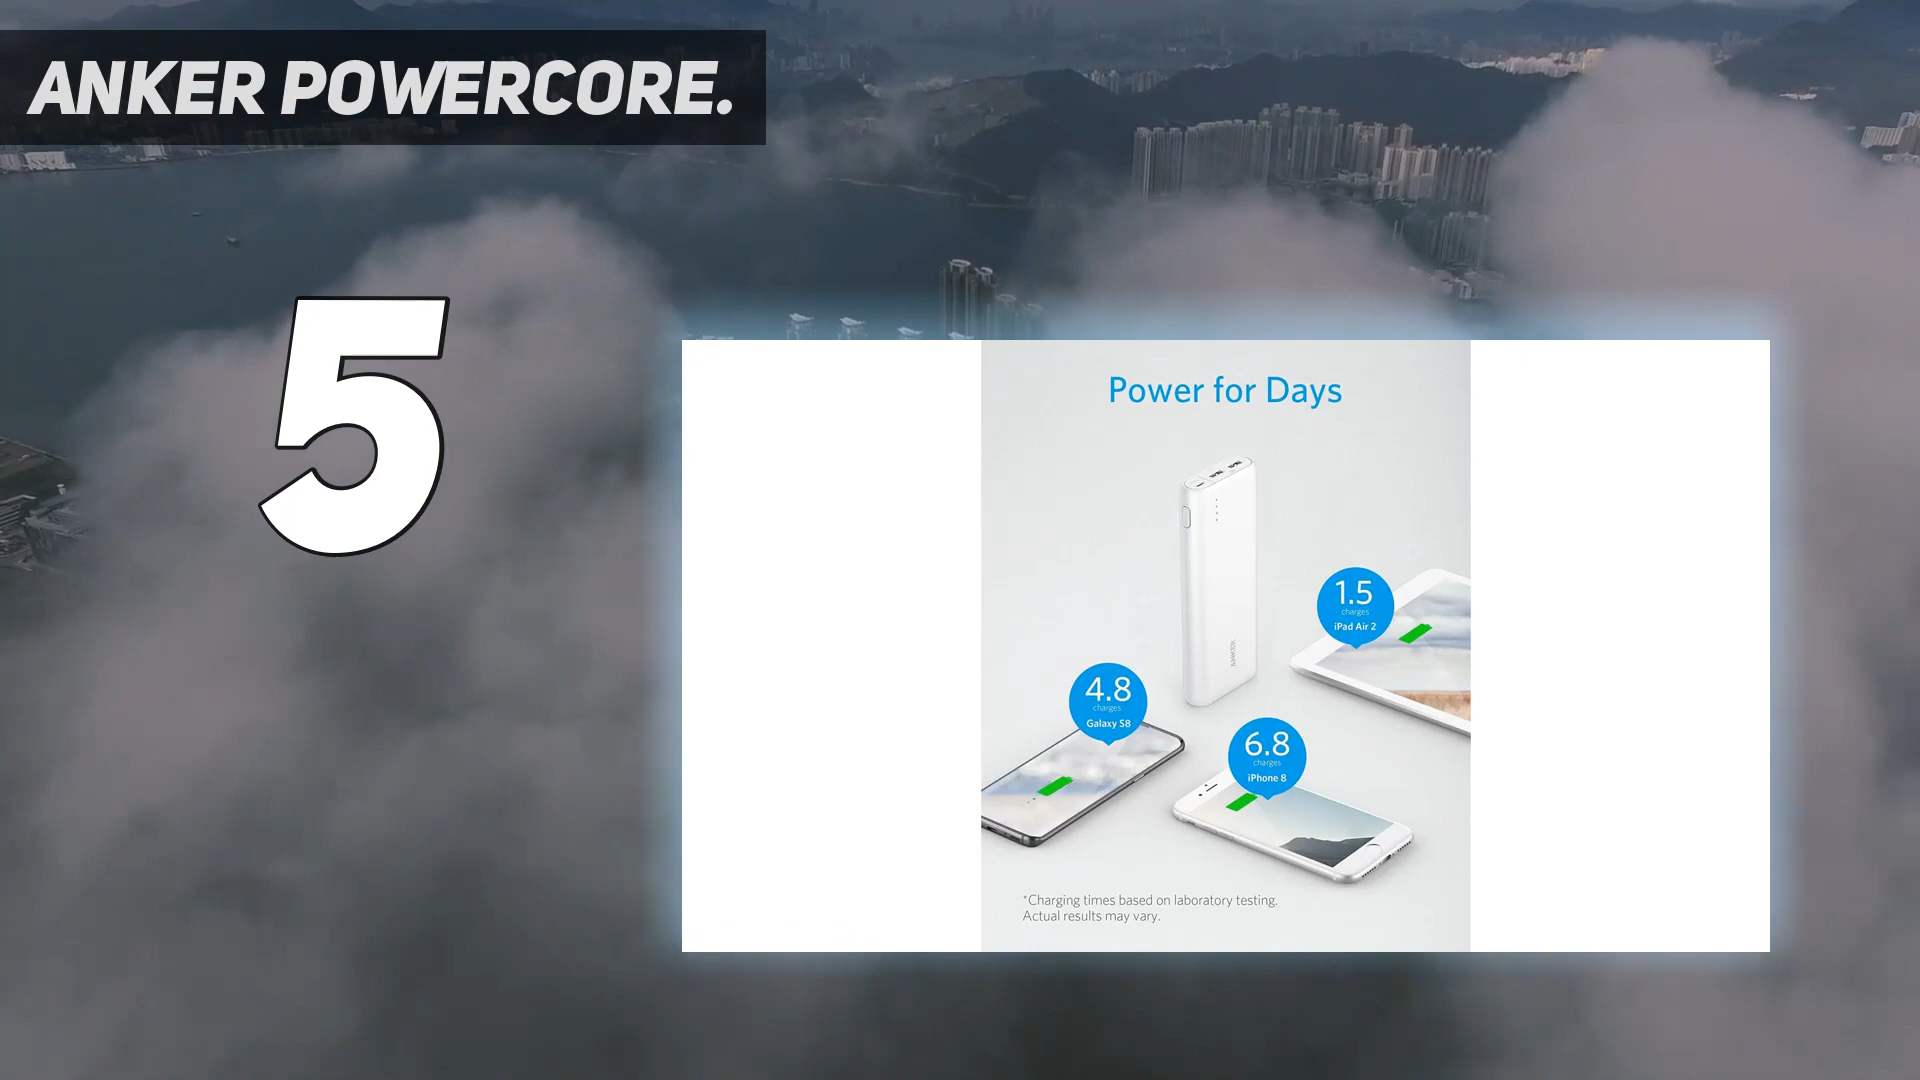 ANKER POWERCORE.
5
Power for Days
ANKER
1.5
charges
iPad Air 2
4.8
charges
Galaxy S8
6.8
charges
iPhone 8
*Charging times based on laboratory testing.
Actual results may vary.